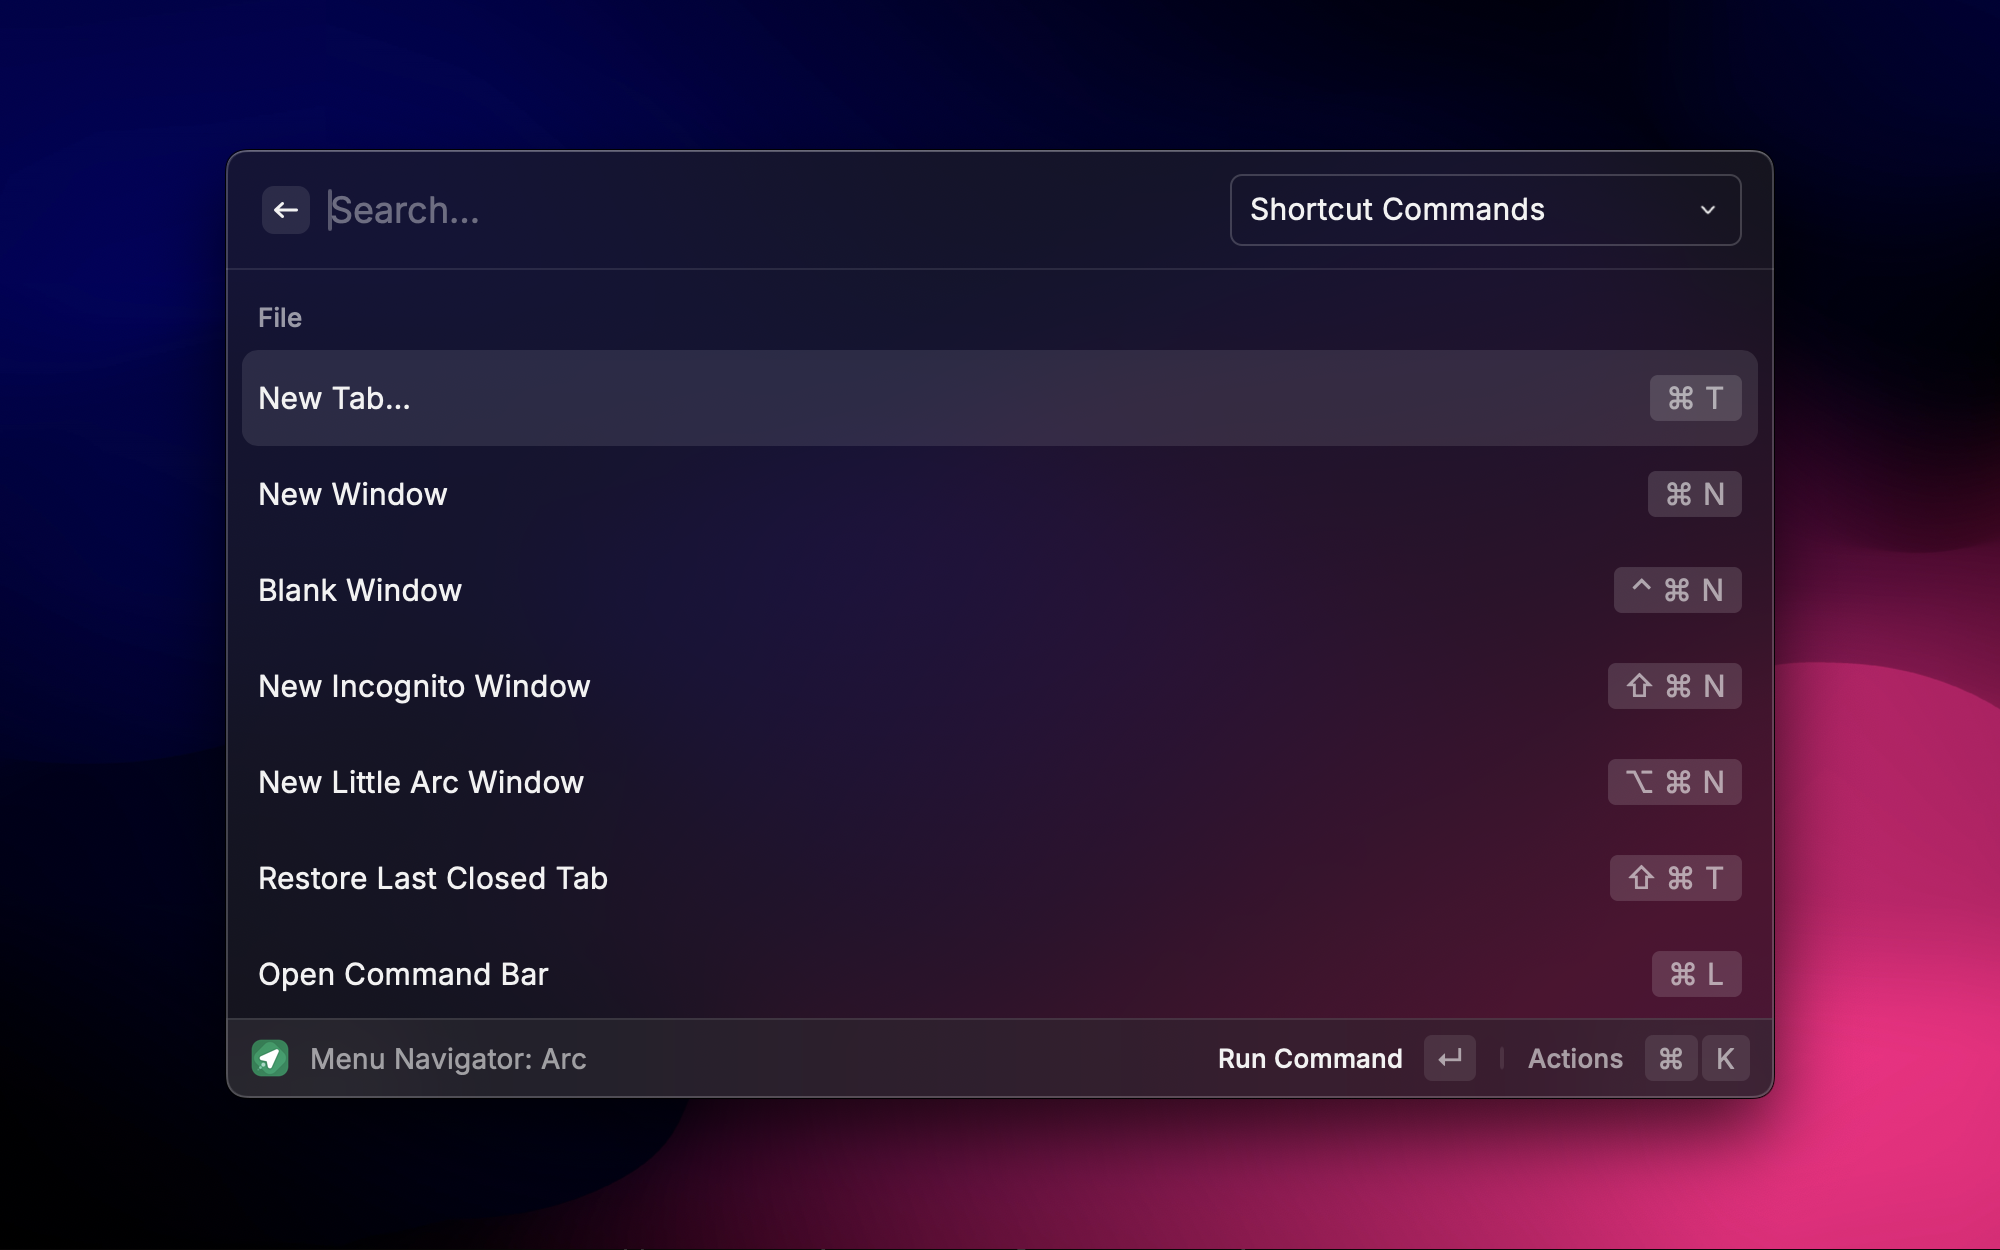 Search...
Shortcut Commands
File
New Tab... ⌘ T
New Window ⌘ N
Blank Window ^ ⌘ N
New Incognito Window ⇧ ⌘ N
New Little Arc Window ⌥ ⌘ N
Restore Last Closed Tab ⇧ ⌘ T
Open Command Bar ⌘ L
Menu Navigator: Arc Run Command ↵ Actions ⌘ K